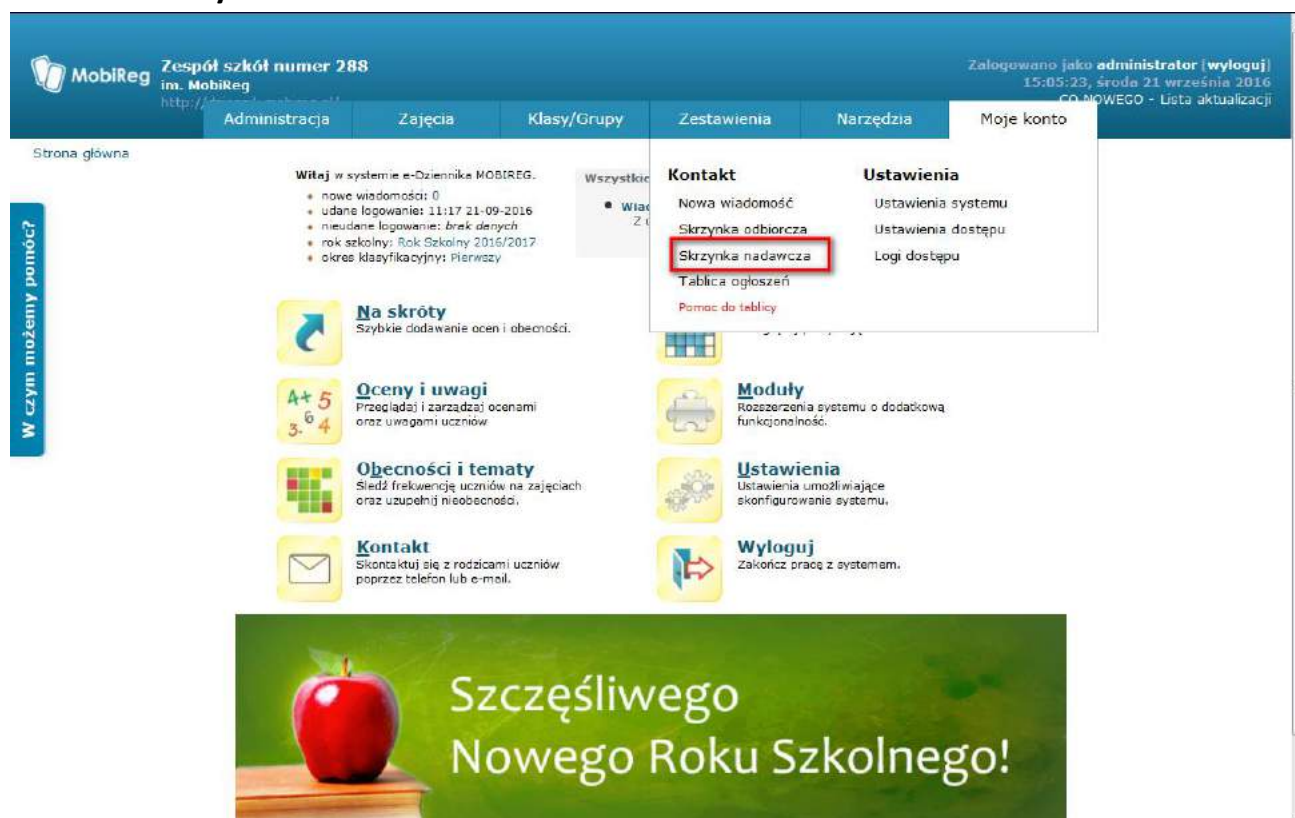 MobiReg
Zespół szkół numer 288
im. MobiReg
Zalogowano jako administrator [wyloguj]
15:05:23, środa 21 września 2016
CO NOWEGO - Lista aktualizacji
Administracja Zajęcia Klasy/Grupy Zestawienia Narzędzia Moje konto
Strona główna
W czym możemy pomóc?
Witaj w systemie e-Dziennika MOBIREG.
nowe wiadomości: 0
udane logowanie: 11:17 21-09-2016
nieudane logowanie: brak danych
rok szkolny: Rok Szkolny 2016/2017
okres klasyfikacyjny: Pierwszy
Kontakt
Nowa wiadomość
Skrzynka odbiorcza
Skrzynka nadawcza
Tablica ogłoszeń
Pomoc do tablicy
Ustawienia
Ustawienia systemu
Ustawienia dostępu
Logi dostępu
Na skróty
Szybkie dodawanie ocen i obecności.
Oceny i uwagi
Przeglądaj i zarządzaj ocenami
oraz uwagami uczniów
A+ 5
6
3- 4
Moduły
Rozszerzenia systemu o dodatkową
funkcjonalność.
Obecności i tematy
Śledź frekwencję uczniów na zajęciach
oraz uzupełnij nieobecności.
Ustawienia
Ustawienia umożliwiające
skonfigurowanie systemu.
Kontakt
Skontaktuj się z rodzicami uczniów
poprzez telefon lub e-mail.
Wyloguj
Zakończ pracę z systemem.
Szczęśliwego
Nowego Roku Szkolnego!